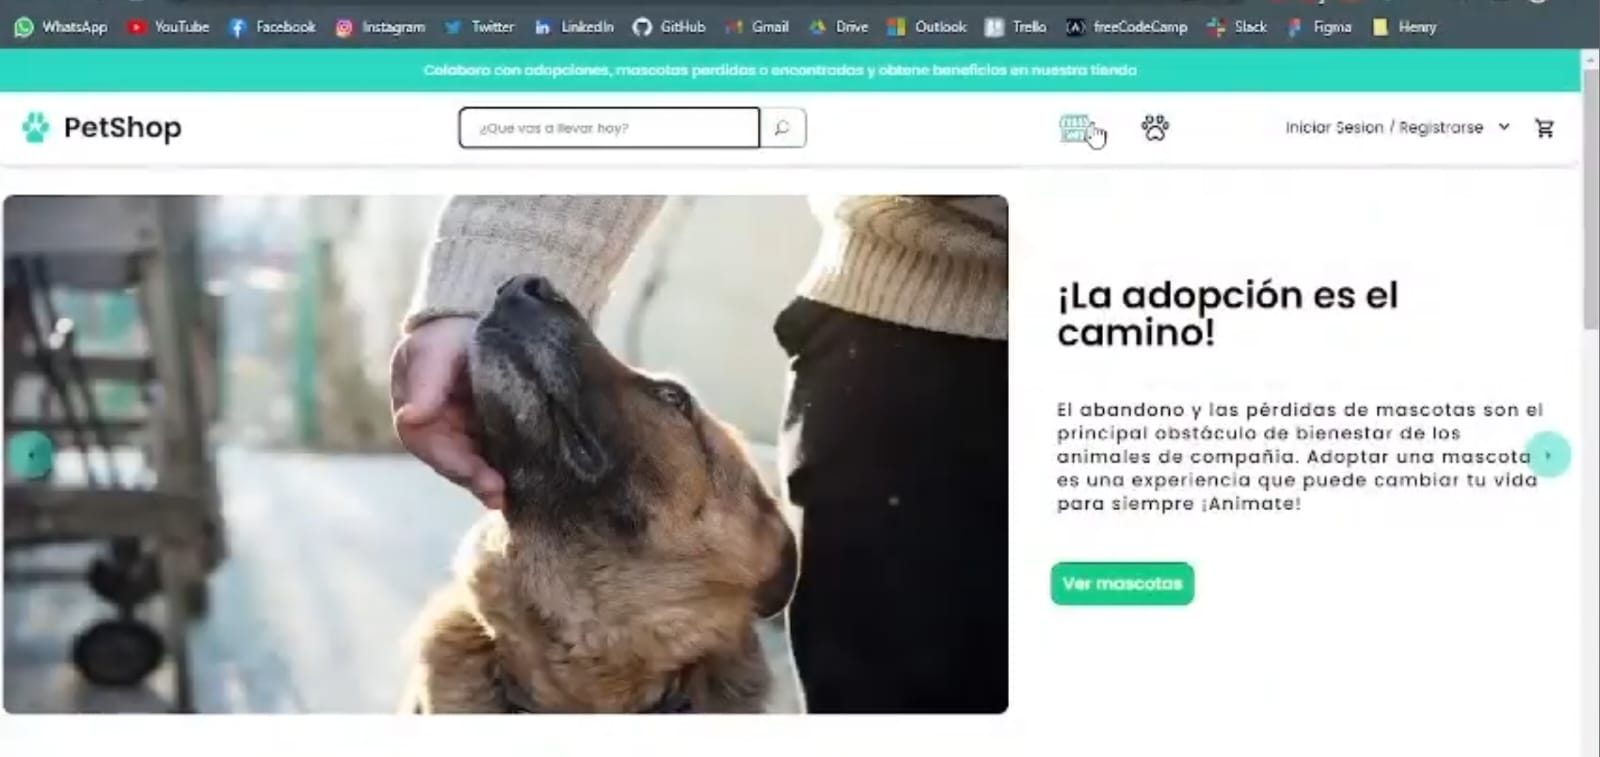 WhatsApp YouTube Facebook Instagram Twitter LinkedIn GitHub Gmail Drive Outlook Trello freeCodeCamp Slack Figma Henry
Colabora con adopciones, mascotas perdidas o encontradas y obtene beneficios en nuestra tienda
PetShop
¿Que vas a llevar hoy?
Iniciar Sesion / Registrarse
¡La adopción es el
camino!
El abandono y las pérdidas de mascotas son el
principal obstáculo de bienestar de los
animales de compañía. Adoptar una mascota
es una experiencia que puede cambiar tu vida
para siempre ¡Animate!
Ver mascotas